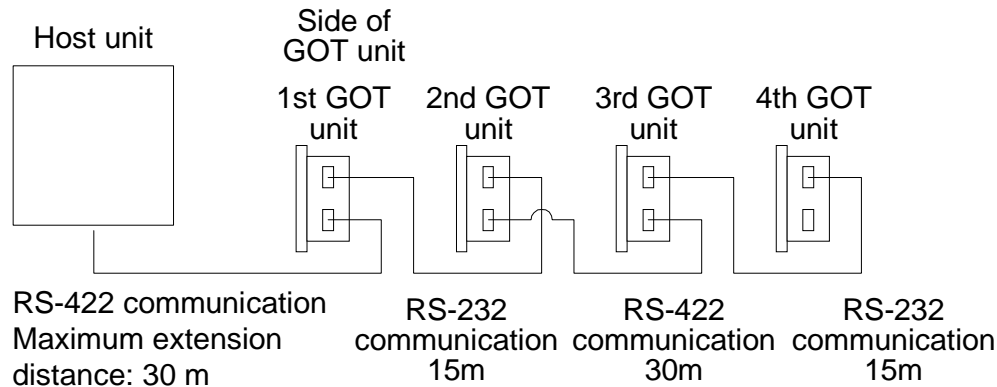 Host unit
Side of
GOT unit
1st GOT
unit
2nd GOT
unit
3rd GOT
unit
4th GOT
unit
RS-422 communication
Maximum extension
distance: 30 m
RS-232
communication
15m
RS-422
communication
30m
RS-232
communication
15m